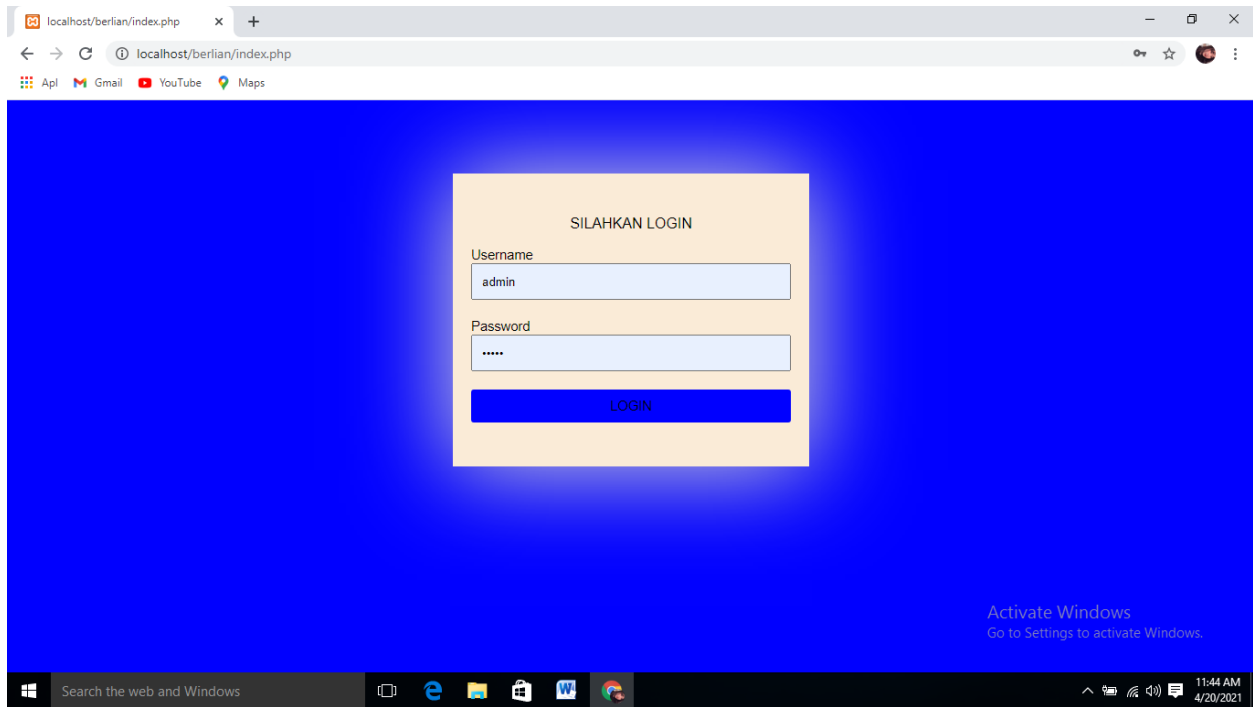 localhost/berlian/index.php
localhost/berlian/index.php
Apl Gmail YouTube Maps
SILAHKAN LOGIN
Username
admin
Password
•••••
LOGIN
Activate Windows
Go to Settings to activate Windows.
Search the web and Windows
11:44 AM
4/20/2021